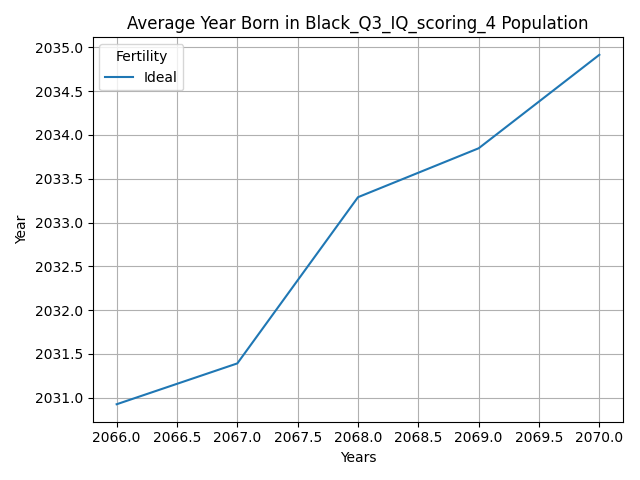 Average Year Born in Black_Q3_IQ_scoring_4 Population
Fertility
Ideal
Year
2035.0
2034.5
2034.0
2033.5
2033.0
2032.5
2032.0
2031.5
2031.0
2066.0 2066.5 2067.0 2067.5 2068.0 2068.5 2069.0 2069.5 2070.0
Years